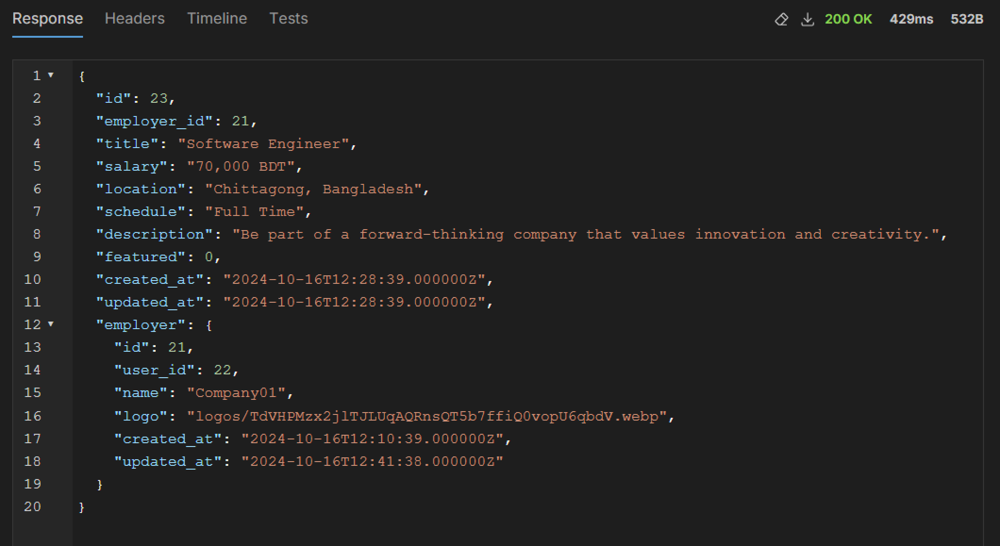 Response Headers Timeline Tests 200 OK 429ms 532B
1 {
2 "id": 23,
3 "employer_id": 21,
4 "title": "Software Engineer",
5 "salary": "70,000 BDT",
6 "location": "Chittagong, Bangladesh",
7 "schedule": "Full Time",
8 "description": "Be part of a forward-thinking company that values innovation and creativity.",
9 "featured": 0,
10 "created_at": "2024-10-16T12:28:39.000000Z",
11 "updated_at": "2024-10-16T12:28:39.000000Z",
12 "employer": {
13 "id": 21,
14 "user_id": 22,
15 "name": "Company01",
16 "logo": "logos/TdVHPMzx2jlTJLUqAQRnsQT5b7ffiQ0vopU6qbdV.webp",
17 "created_at": "2024-10-16T12:10:39.000000Z",
18 "updated_at": "2024-10-16T12:41:38.000000Z"
19 }
20 }